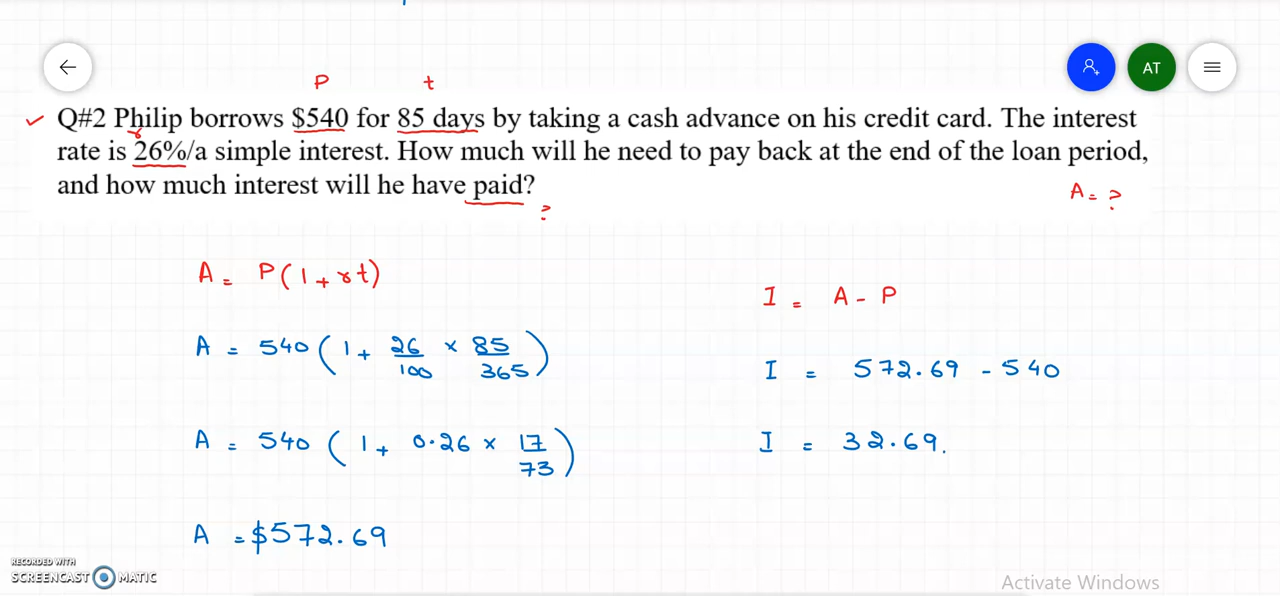 AT
P t
Q#2 Philip borrows $540 for 85 days by taking a cash advance on his credit card. The interest
r
rate is 26%/a simple interest. How much will he need to pay back at the end of the loan period,
and how much interest will he have paid?
A = ?
?
A = P(1 + rt)
I = A - P
A = 540 (1 + 26/100 × 85/365)
I = 572.69 - 540
A = 540 (1 + 0.26 × 17/73)
I = 32.69.
A = $572.69
RECORDED WITH
SCREENCAST MATIC
Activate Windows